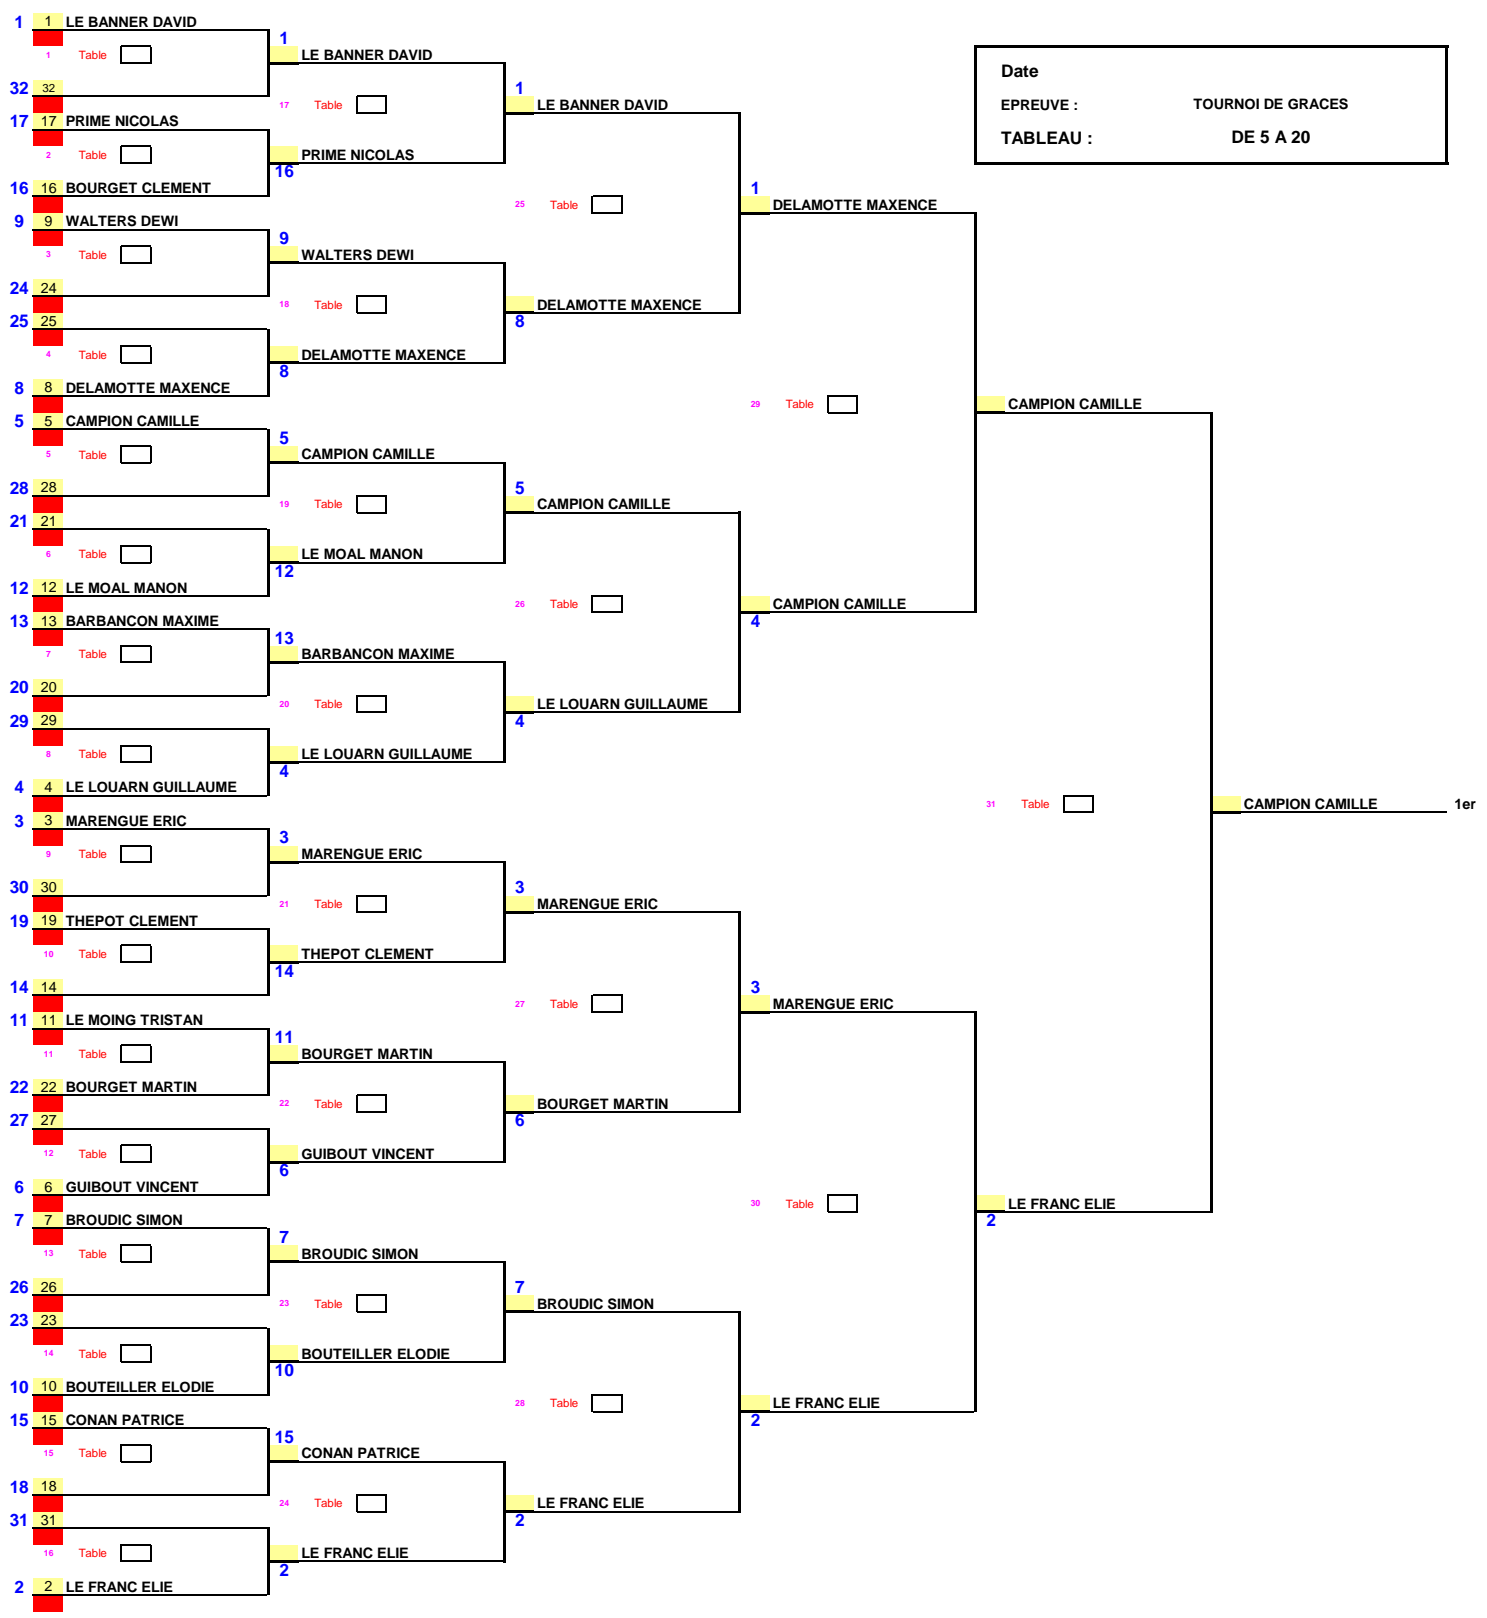 1 1 LE BANNER DAVID
1 Table
32 32
17 17 PRIME NICOLAS
2 Table
16 16 BOURGET CLEMENT
9 9 WALTERS DEWI
3 Table
24 24
25 25
4 Table
8 8 DELAMOTTE MAXENCE
5 5 CAMPION CAMILLE
5 Table
28 28
21 21
6 Table
12 12 LE MOAL MANON
13 13 BARBANCON MAXIME
7 Table
20 20
29 29
8 Table
4 4 LE LOUARN GUILLAUME
3 3 MARENGUE ERIC
9 Table
30 30
19 19 THEPOT CLEMENT
10 Table
14 14
11 11 LE MOING TRISTAN
11 Table
22 22 BOURGET MARTIN
27 27
12 Table
6 6 GUIBOUT VINCENT
7 7 BROUDIC SIMON
13 Table
26 26
23 23
14 Table
10 10 BOUTEILLER ELODIE
15 15 CONAN PATRICE
15 Table
18 18
31 31
16 Table
2 2 LE FRANC ELIE
1
LE BANNER DAVID
17 Table
PRIME NICOLAS
16
9
WALTERS DEWI
18 Table
DELAMOTTE MAXENCE
8
5
CAMPION CAMILLE
19 Table
LE MOAL MANON
12
13
BARBANCON MAXIME
20 Table
LE LOUARN GUILLAUME
4
3
MARENGUE ERIC
21 Table
THEPOT CLEMENT
14
11
BOURGET MARTIN
22 Table
GUIBOUT VINCENT
6
7
BROUDIC SIMON
23 Table
BOUTEILLER ELODIE
10
15
CONAN PATRICE
24 Table
LE FRANC ELIE
2
1
LE BANNER DAVID
25 Table
DELAMOTTE MAXENCE
8
5
CAMPION CAMILLE
26 Table
LE LOUARN GUILLAUME
4
3
MARENGUE ERIC
27 Table
BOURGET MARTIN
6
7
BROUDIC SIMON
28 Table
LE FRANC ELIE
2
1
DELAMOTTE MAXENCE
29 Table
CAMPION CAMILLE
4
3
MARENGUE ERIC
30 Table
LE FRANC ELIE
2
CAMPION CAMILLE
31 Table
LE FRANC ELIE
2
CAMPION CAMILLE 1er
Date
EPREUVE : TOURNOI DE GRACES
TABLEAU : DE 5 A 20